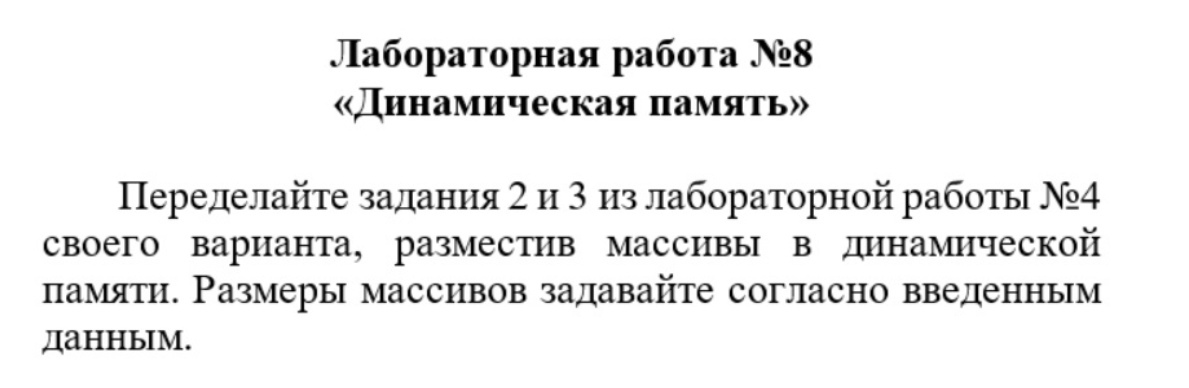 Лабораторная работа №8
«Динамическая память»
Переделайте задания 2 и 3 из лабораторной работы №4
своего варианта, разместив массивы в динамической
памяти. Размеры массивов задавайте согласно введенным
данным.